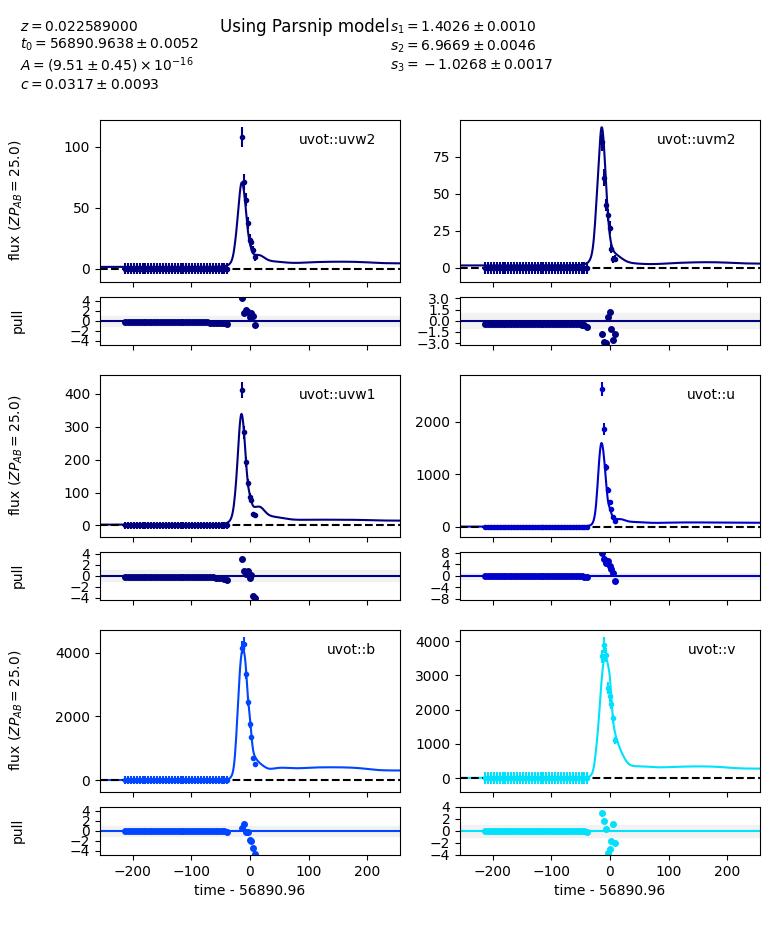 Using Parsnip model
z = 0.022589000
t₀ = 56890.9638 ± 0.0052
A = (9.51 ± 0.45) × 10⁻¹⁶
c = 0.0317 ± 0.0093
s₁ = 1.4026 ± 0.0010
s₂ = 6.9669 ± 0.0046
s₃ = −1.0268 ± 0.0017
flux (ZP_AB = 25.0)
100
50
0
uvot::uvw2
75
50
25
0
uvot::uvm2
pull
4
2
0
−2
−4
3.0
1.5
0.0
−1.5
−3.0
flux (ZP_AB = 25.0)
400
300
200
100
0
uvot::uvw1
2000
1000
0
uvot::u
pull
4
2
0
−2
−4
8
4
0
−4
−8
flux (ZP_AB = 25.0)
4000
2000
0
uvot::b
4000
3000
2000
1000
0
uvot::v
pull
4
2
0
−2
−4
4
2
0
−2
−4
−200 −100 0 100 200
−200 −100 0 100 200
time - 56890.96
time - 56890.96